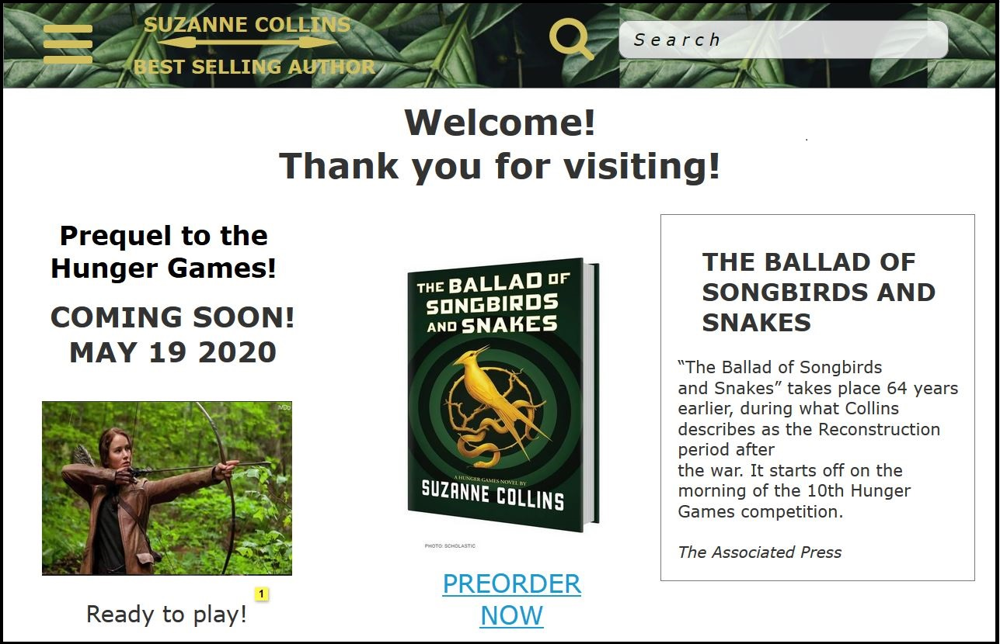 SUZANNE COLLINS
BEST SELLING AUTHOR
Search
Welcome!
Thank you for visiting!
Prequel to the
Hunger Games!
COMING SOON!
MAY 19 2020
IMDb
1
Ready to play!
THE BALLAD OF
SONGBIRDS
AND SNAKES
A HUNGER GAMES NOVEL BY
SUZANNE COLLINS
PHOTO: SCHOLASTIC
PREORDER
NOW
THE BALLAD OF
SONGBIRDS AND
SNAKES
“The Ballad of Songbirds
and Snakes” takes place 64 years
earlier, during what Collins
describes as the Reconstruction
period after
the war. It starts off on the
morning of the 10th Hunger
Games competition.
The Associated Press